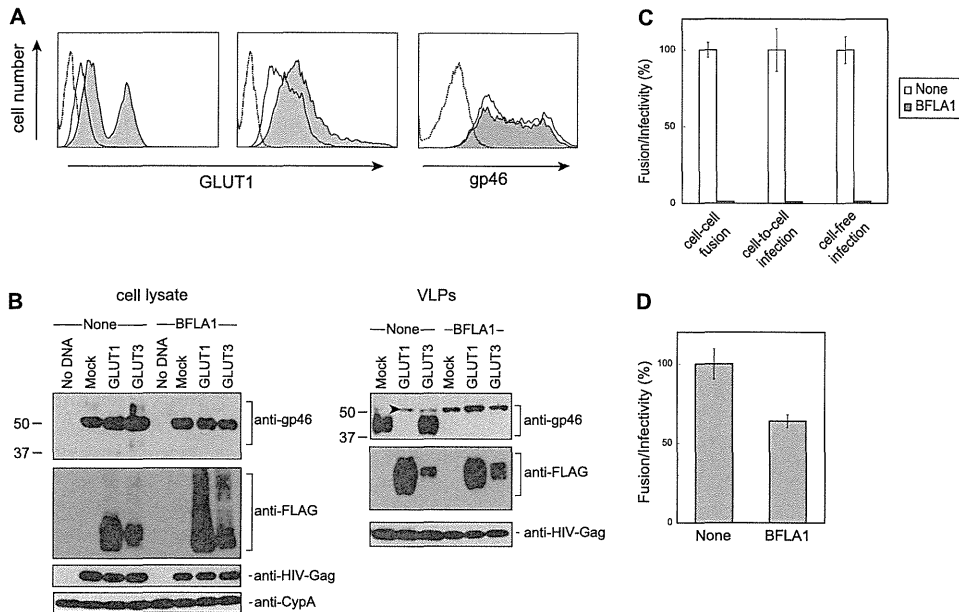 A
cell number
GLUT1
gp46
B
cell lysate
None
BFLA1
No DNA
Mock
GLUT1
GLUT3
No DNA
Mock
GLUT1
GLUT3
50
37
anti-gp46
anti-FLAG
-anti-HIV-Gag
-anti-CypA
VLPs
None
BFLA1
Mock
GLUT1
GLUT3
Mock
GLUT1
GLUT3
50
37
anti-gp46
anti-FLAG
-anti-HIV-Gag
C
Fusion/Infectivity (%)
100
50
0
cell-cell
fusion
cell-to-cell
infection
cell-free
infection
None
BFLA1
D
Fusion/Infectivity (%)
100
50
0
None
BFLA1